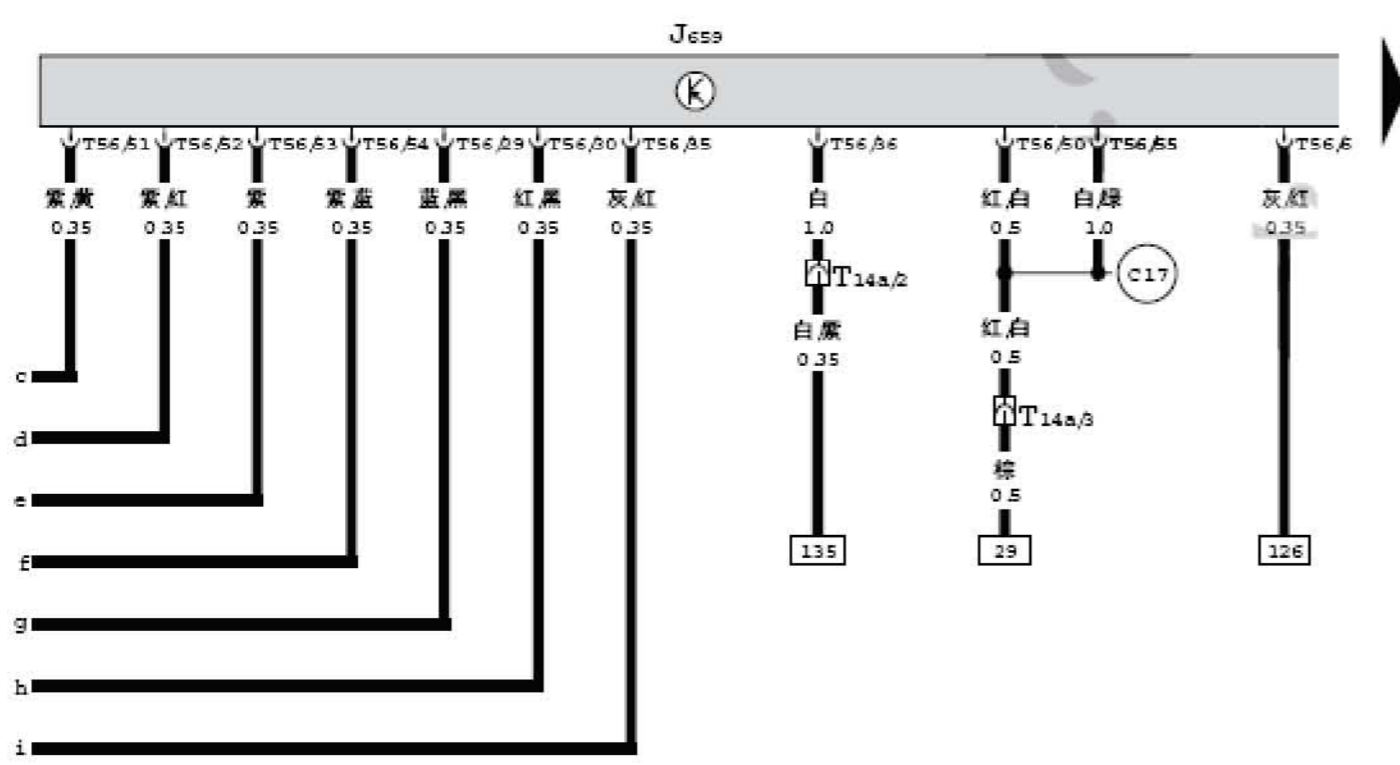 J659
T56/51 T56/52 T56/53 T56/54 T56/29 T56/30 T56/35 T56/36 T56/50 T56/55 T56/5
紫/黄 紫/红 紫 紫/蓝 蓝/黑 红/黑 灰/红 白 红/白 白/绿 灰/红
0.35 0.35 0.35 0.35 0.35 0.35 0.35 1.0 0.5 1.0 0.35
T14a/2 C17
白/紫 红/白
0.35 0.5
c
T14a/3
d
棕
e 0.5
135 29 126
f
g
h
i